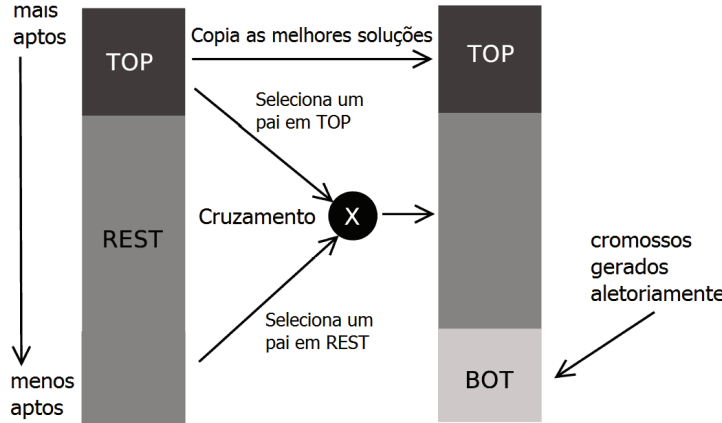 mais
aptos
TOP
Copia as melhores soluções
TOP
Seleciona um
pai em TOP
Cruzamento
X
REST
cromossos
gerados
aletoriamente
Seleciona um
pai em REST
menos
aptos
BOT